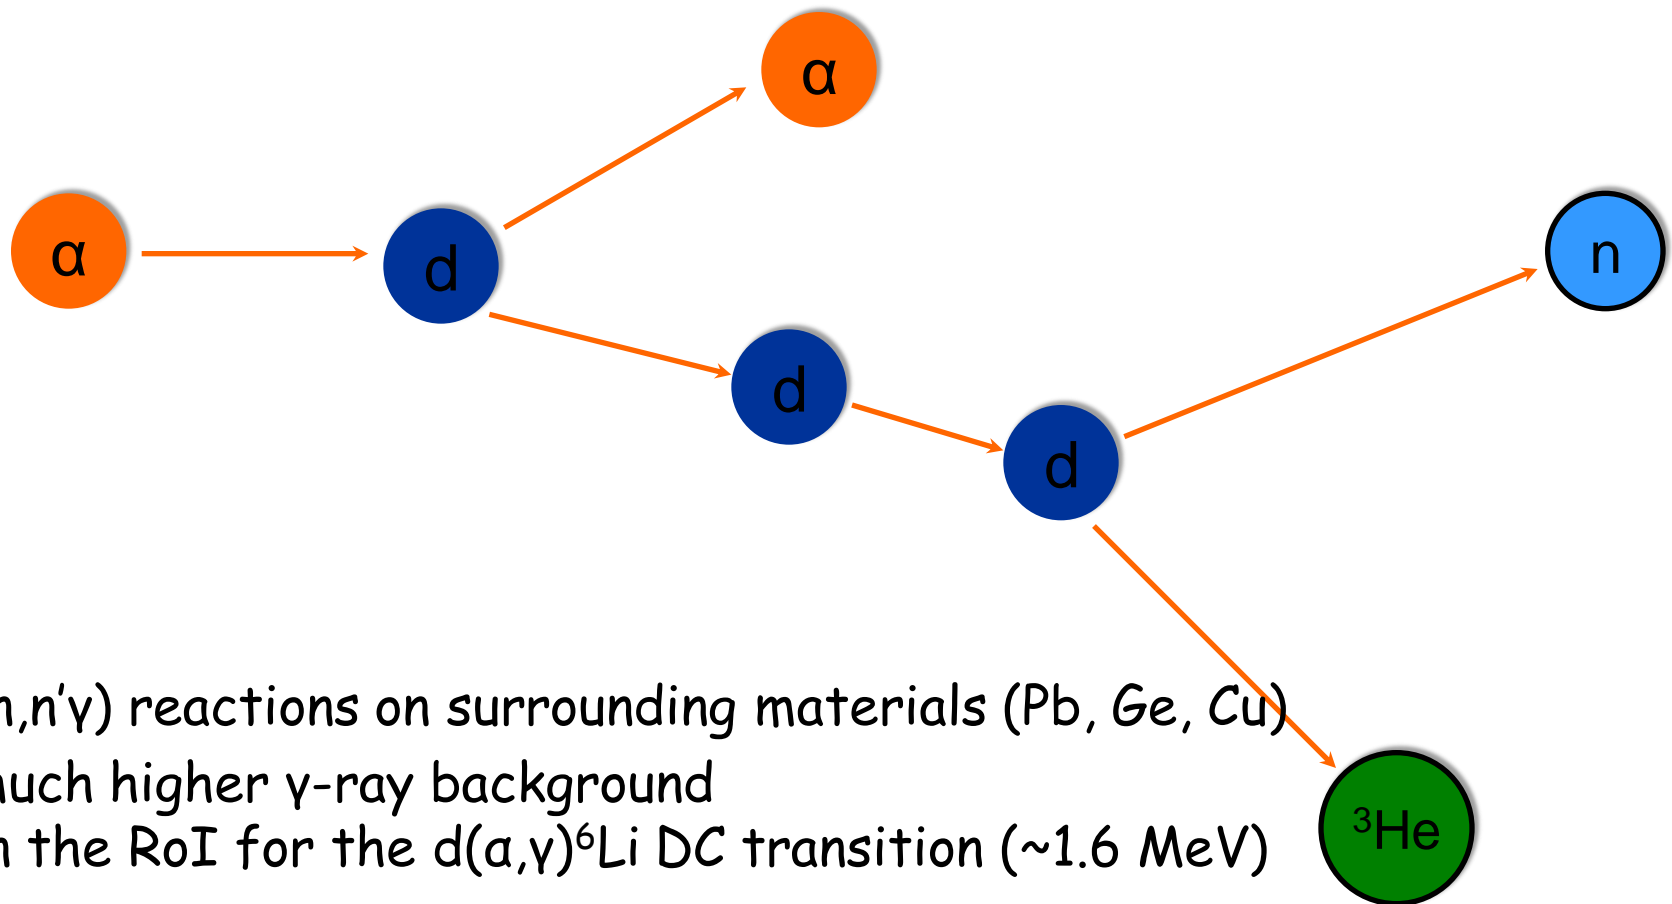 α
α
d
n
d
d
n,n’γ) reactions on surrounding materials (Pb, Ge, Cu)
much higher γ-ray background
n the RoI for the d(α,γ)⁶Li DC transition (~1.6 MeV)
³He